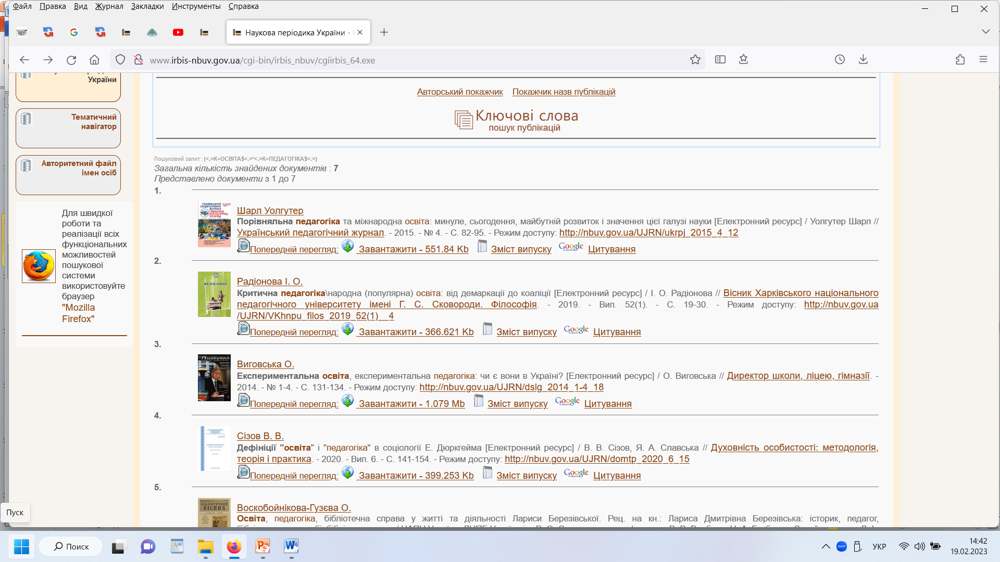 Файл Правка Вид Журнал Закладки Инструменты Справка
Наукова періодика України -
www.irbis-nbuv.gov.ua/cgi-bin/irbis_nbuv/cgiirbis_64.exe
України
Тематичний
навігатор
Авторитетний файл
імен осіб
Для швидкої
роботи та
реалізації всіх
функціональних
можливостей
пошукової
системи
використовуйте
браузер
"Mozilla
Firefox"
Авторський покажчик Покажчик назв публікацій
Ключові слова
пошук публікацій
Пошуковий запит: (<.>K=ОСВІТА$<.>*<.>K=ПЕДАГОГІКА$<.>)
Загальна кількість знайдених документів : 7
Представлено документи з 1 до 7
1.
УКРАЇНСЬКИЙ
ПЕДАГОГІЧНИЙ
ЖУРНАЛ
UKRAINIAN
EDUCATIONAL
JOURNAL
Шарл Уолгутер
Порівняльна педагогіка та міжнародна освіта: минуле, сьогодення, майбутній розвиток і значення цієї галузі науки [Електронний ресурс] / Уолгутер Шарл //
Український педагогічний журнал. - 2015. - № 4. - С. 82-95. - Режим доступу: http://nbuv.gov.ua/UJRN/ukrpj_2015_4_12
Попередній перегляд: Завантажити - 551.84 Kb Зміст випуску Google Цитування
2.
ФІЛОСОФІЯ
Радіонова І. О.
Критична педагогіка\народна (популярна) освіта: від демаркації до коаліції [Електронний ресурс] / І. О. Радіонова // Вісник Харківського національного
педагогічного університету імені Г. С. Сковороди. Філософія. - 2019. - Вип. 52(1). - С. 19-30. - Режим доступу: http://nbuv.gov.ua
/UJRN/VKhnpu_filos_2019_52(1)__4
Попередній перегляд: Завантажити - 366.621 Kb Зміст випуску Google Цитування
3.
ДИРЕКТОР
Виговська О.
Експериментальна освіта, експериментальна педагогіка: чи є вони в Україні? [Електронний ресурс] / О. Виговська // Директор школи, ліцею, гімназії. -
2014. - № 1-4. - С. 131-134. - Режим доступу: http://nbuv.gov.ua/UJRN/dslg_2014_1-4_18
Попередній перегляд: Завантажити - 1.079 Mb Зміст випуску Google Цитування
4.
Сізов В. В.
Дефініції "освіта" і "педагогіка" в соціології Е. Дюркгейма [Електронний ресурс] / В. В. Сізов, Я. А. Славська // Духовність особистості: методологія,
теорія і практика. - 2020. - Вип. 6. - С. 141-154. - Режим доступу: http://nbuv.gov.ua/UJRN/domtp_2020_6_15
Попередній перегляд: Завантажити - 399.253 Kb Зміст випуску Google Цитування
5.
БІБЛІОТЕЧНИЙ
ВІСНИК
Воскобойнікова-Гузєва О.
Освіта, педагогіка, бібліотечна справа у житті та діяльності Лариси Березівської. Рец. на кн.: Лариса Дмитрівна Березівська: історик, педагог,
Пуск
Поиск
zoom
УКР
14:42
19.02.2023